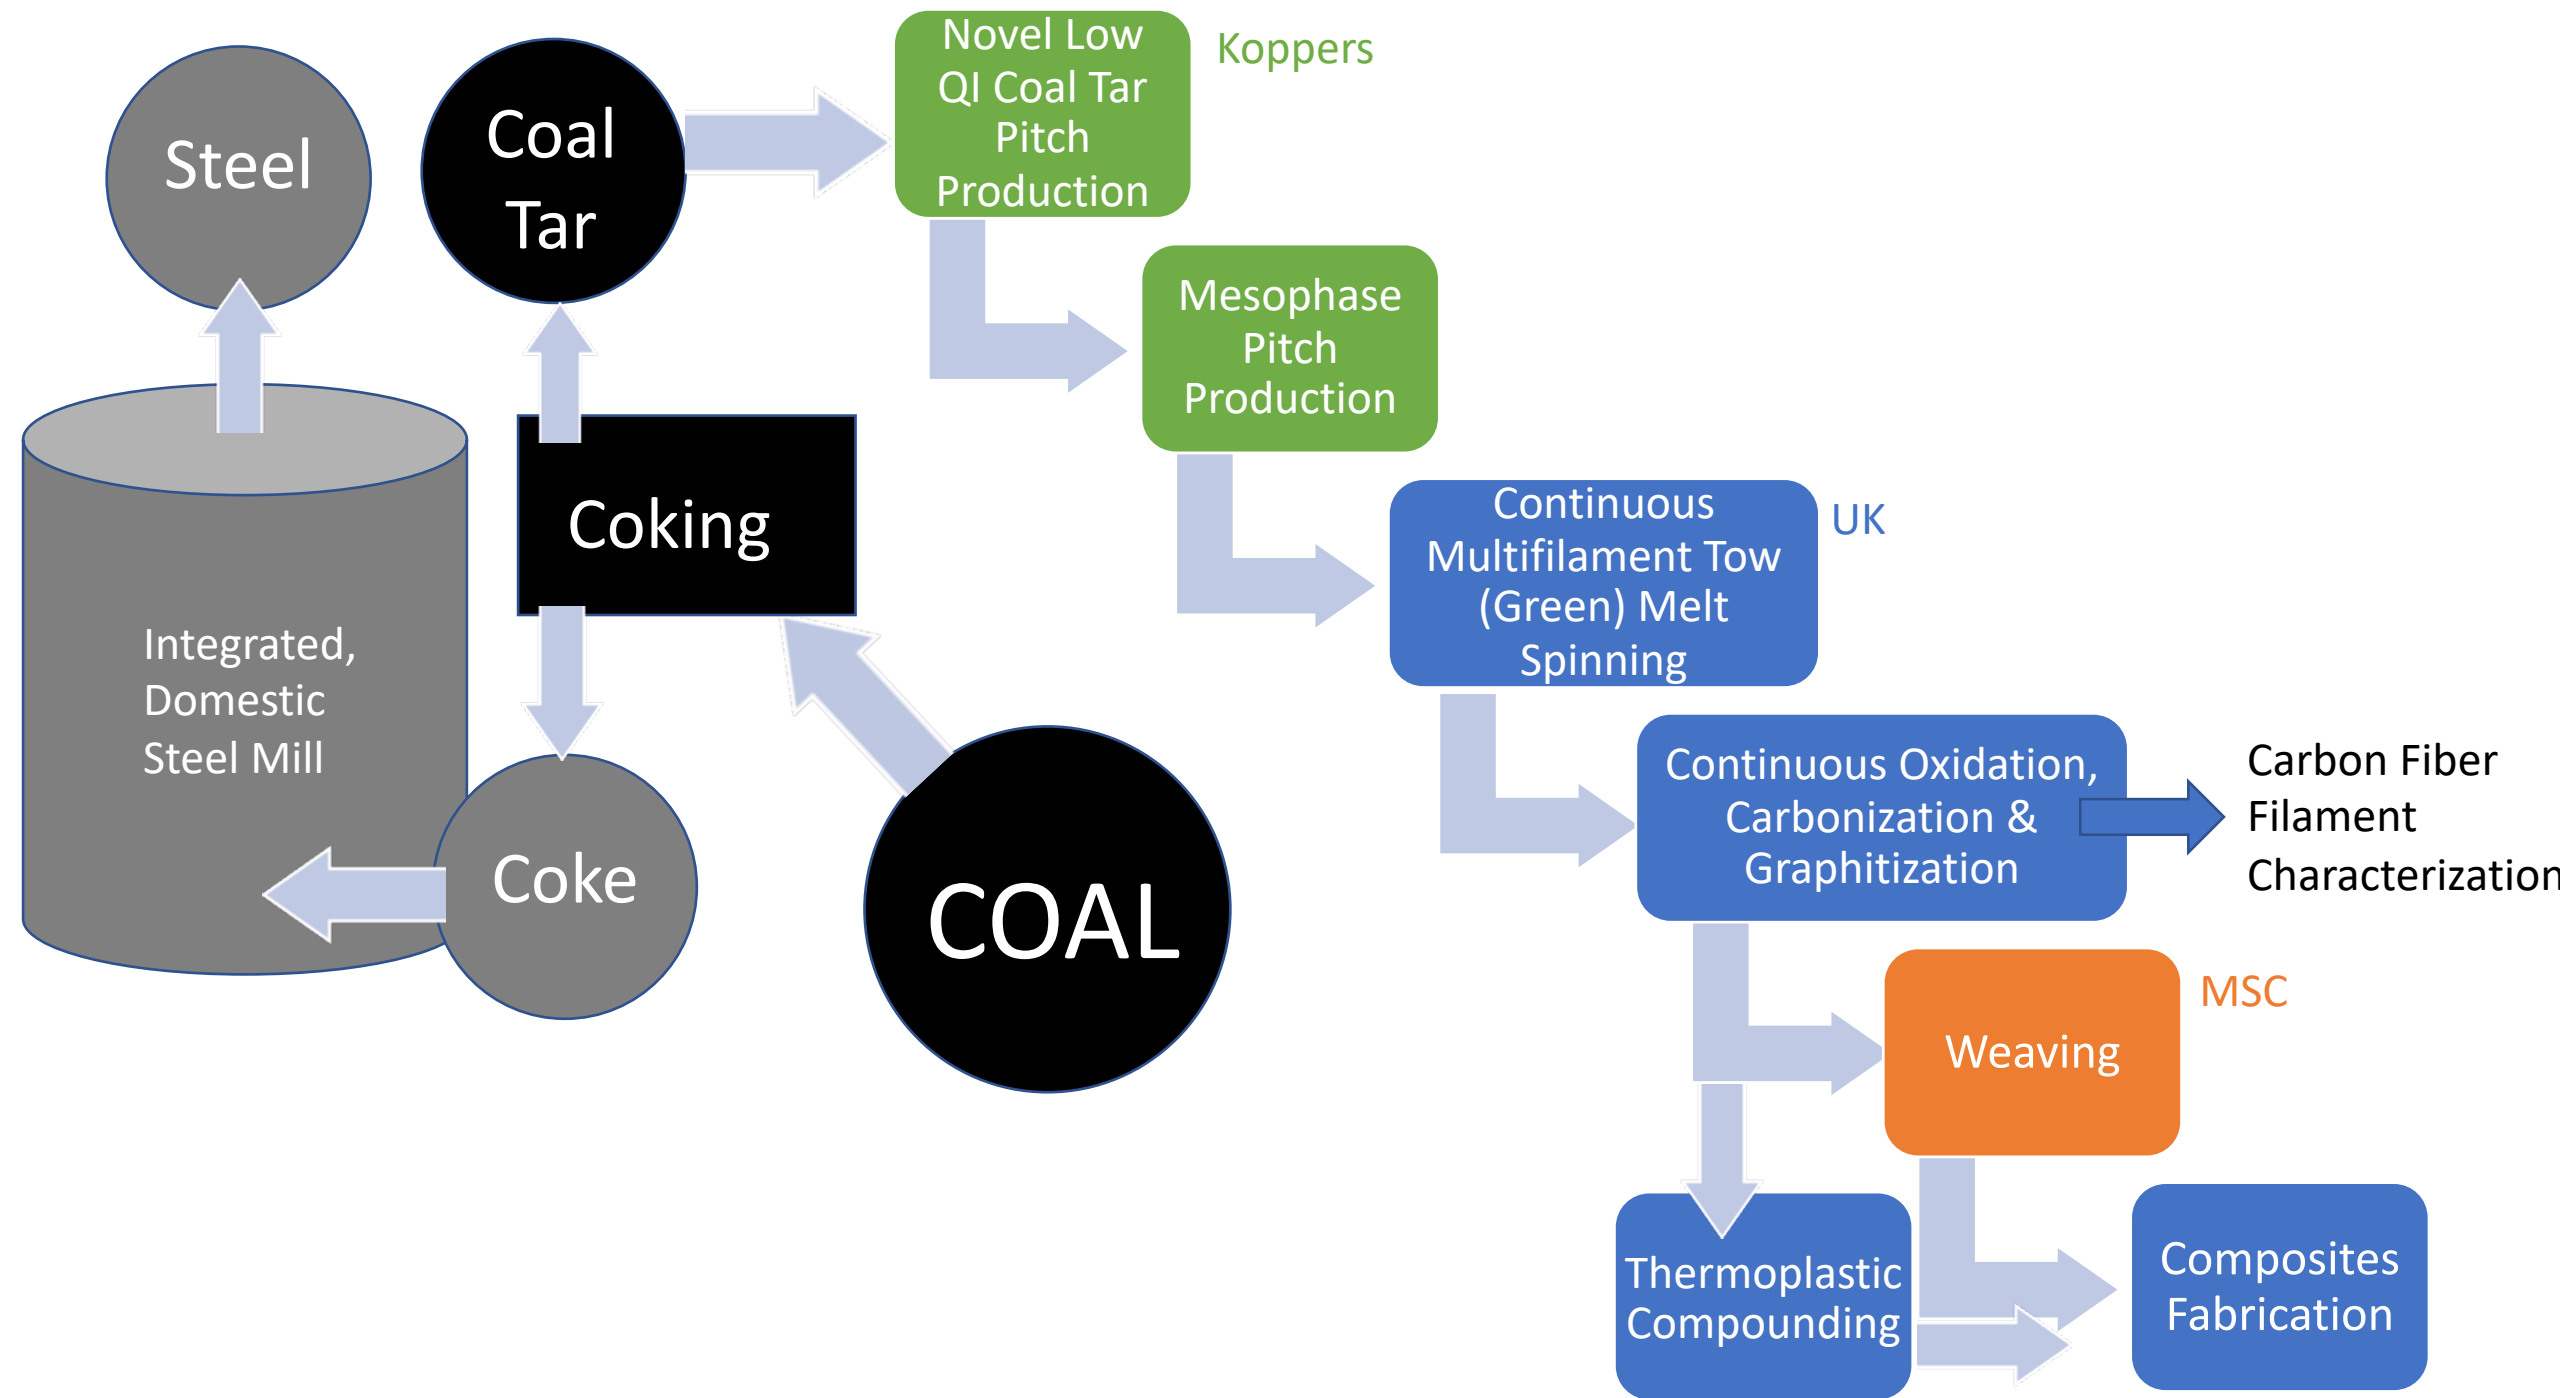 Steel
Coal
Tar
Novel Low
QI Coal Tar
Pitch
Production
Koppers
Mesophase
Pitch
Production
Coking
Continuous
Multifilament Tow
(Green) Melt
Spinning
UK
Integrated,
Domestic
Steel Mill
Coke
COAL
Continuous Oxidation,
Carbonization &
Graphitization
Carbon Fiber
Filament
Characterization
MSC
Weaving
Thermoplastic
Compounding
Composites
Fabrication